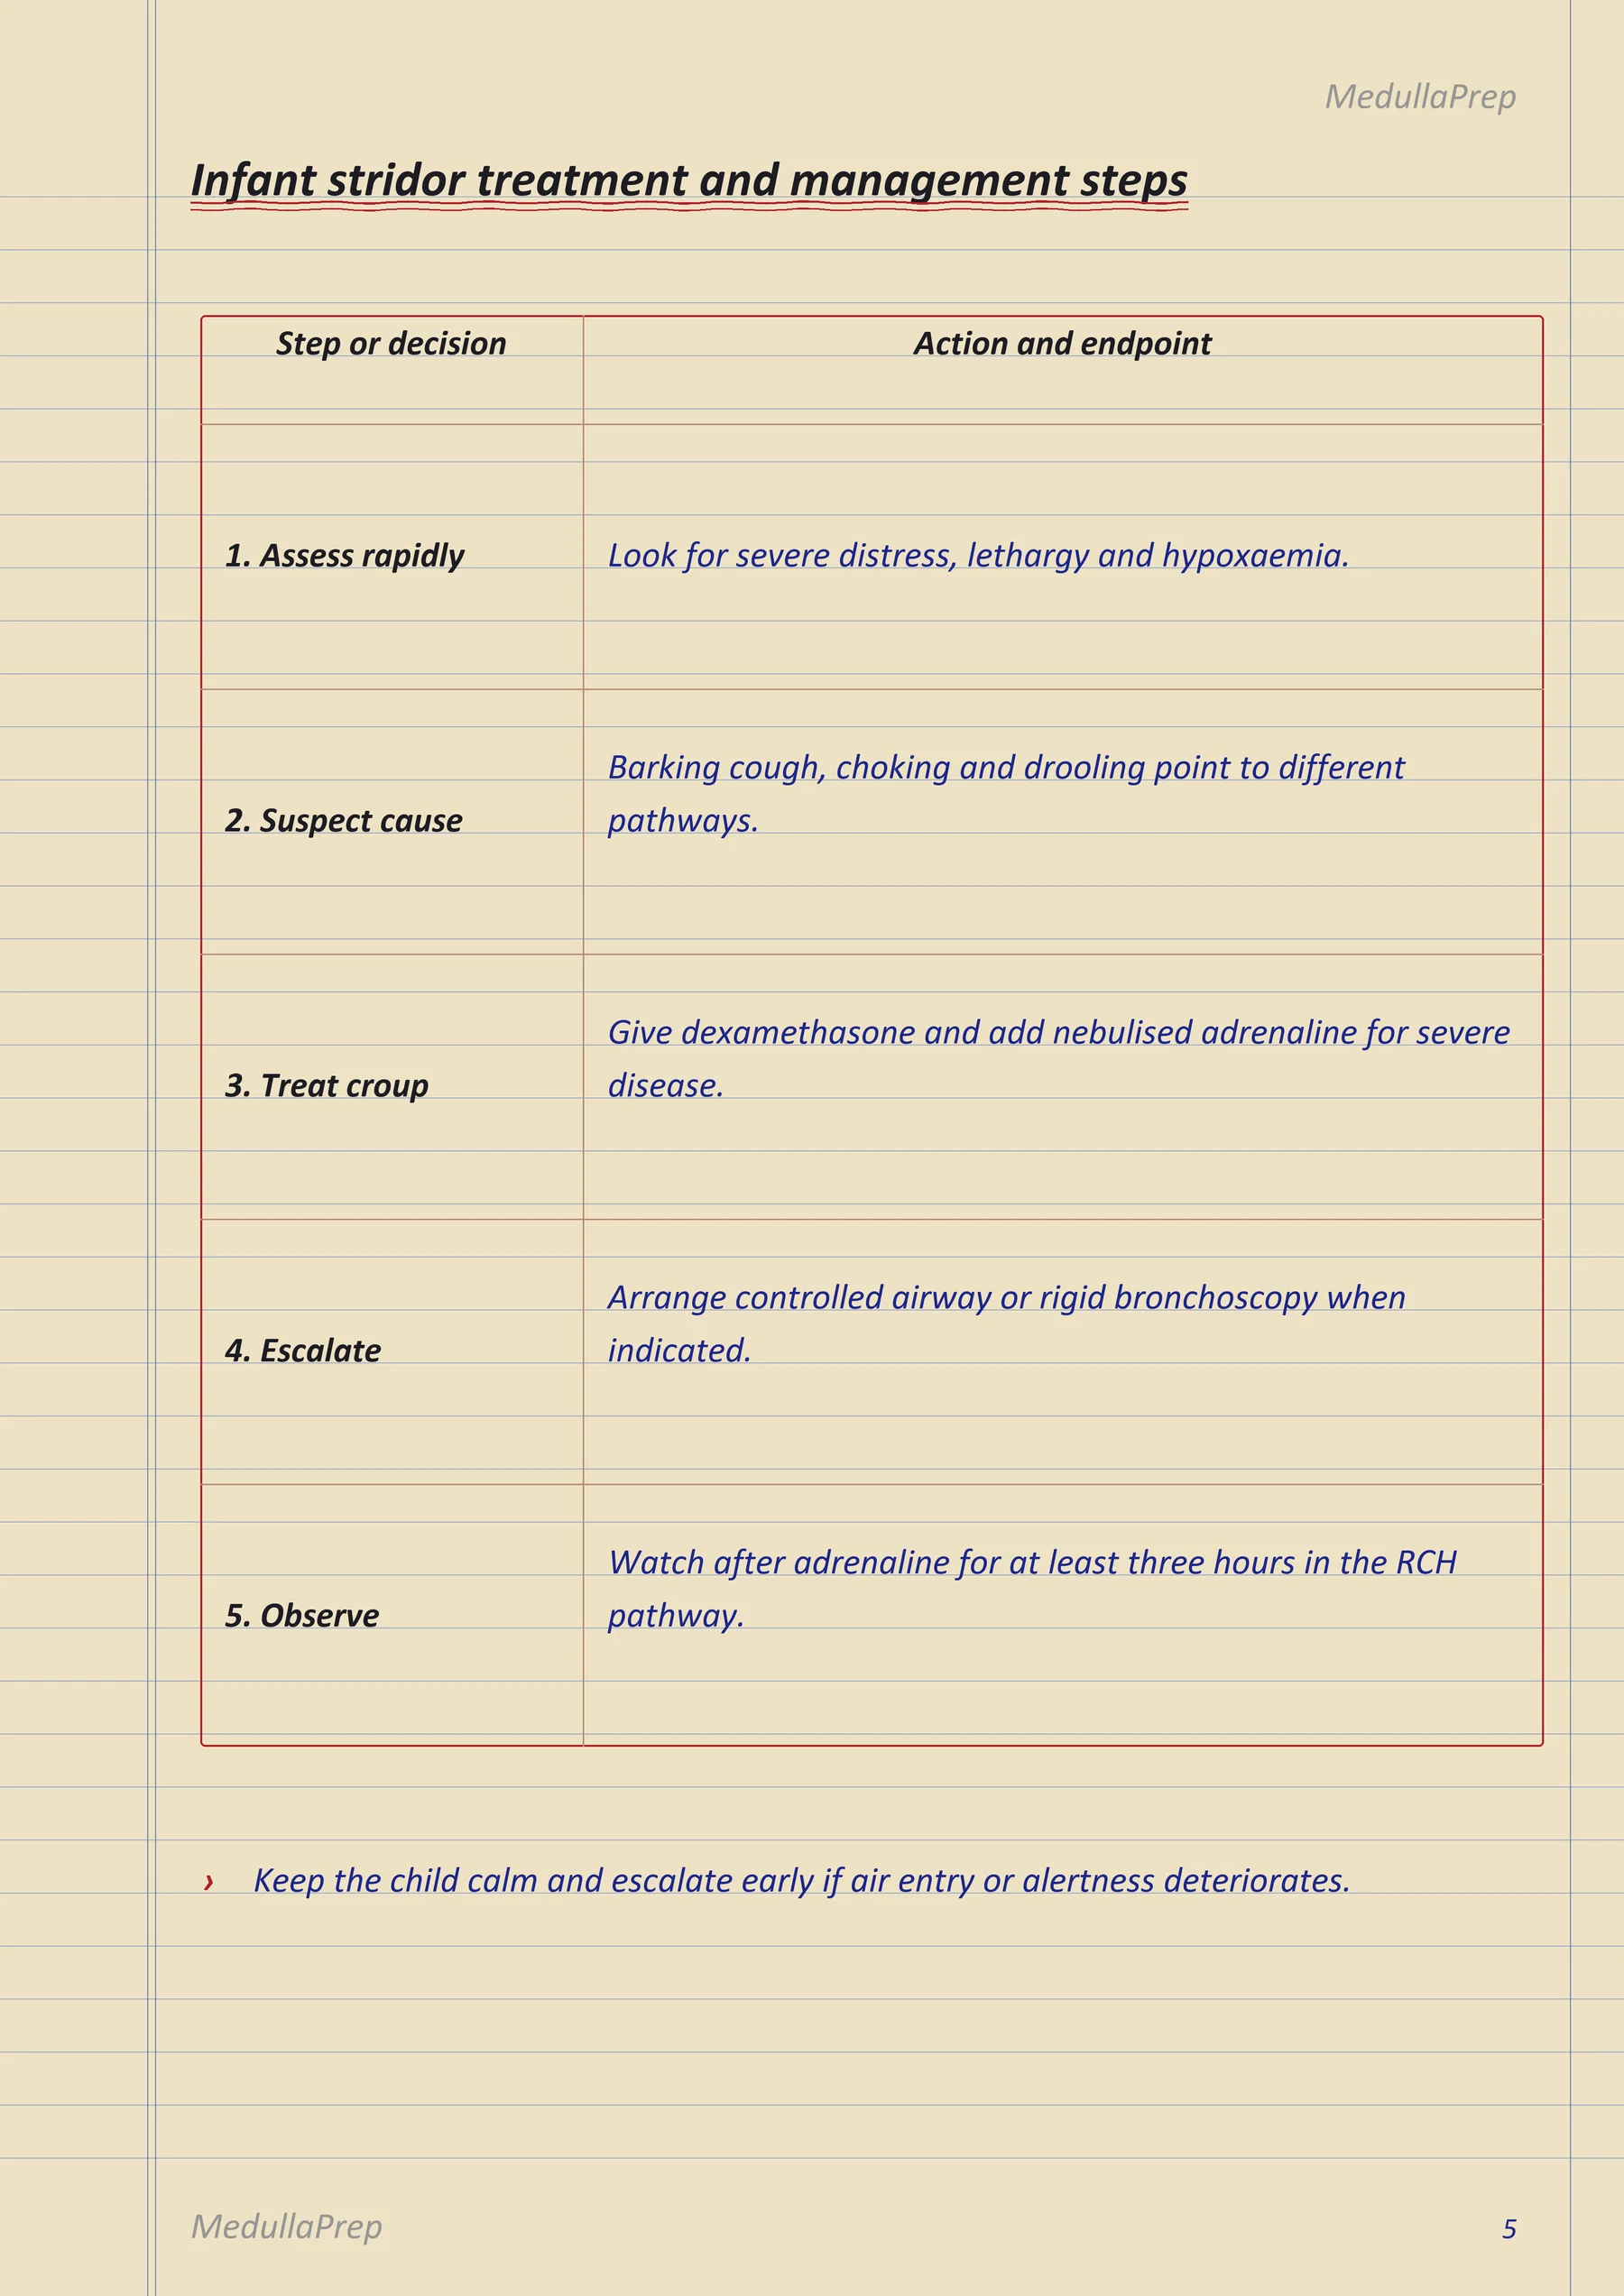 MedullaPrep
Infant stridor treatment and management steps
Step or decision
Action and endpoint
1. Assess rapidly
Look for severe distress, lethargy and hypoxaemia.
2. Suspect cause
Barking cough, choking and drooling point to different
pathways.
3. Treat croup
Give dexamethasone and add nebulised adrenaline for severe
disease.
4. Escalate
Arrange controlled airway or rigid bronchoscopy when
indicated.
5. Observe
Watch after adrenaline for at least three hours in the RCH
pathway.
› Keep the child calm and escalate early if air entry or alertness deteriorates.
MedullaPrep
5